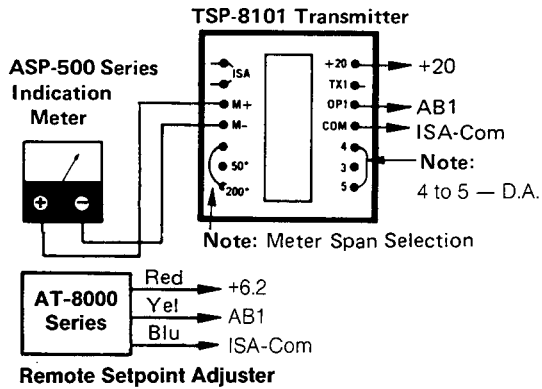 TSP-8101 Transmitter
ASP-500 Series
Indication
Meter
ISA
M+
M-
50°
200°
+20
TX1
OP1
COM
4
3
5
+20
AB1
ISA-Com
Note:
4 to 5 — D.A.
+
−
Note: Meter Span Selection
AT-8000
Series
Red
Yel
Blu
+6.2
AB1
ISA-Com
Remote Setpoint Adjuster